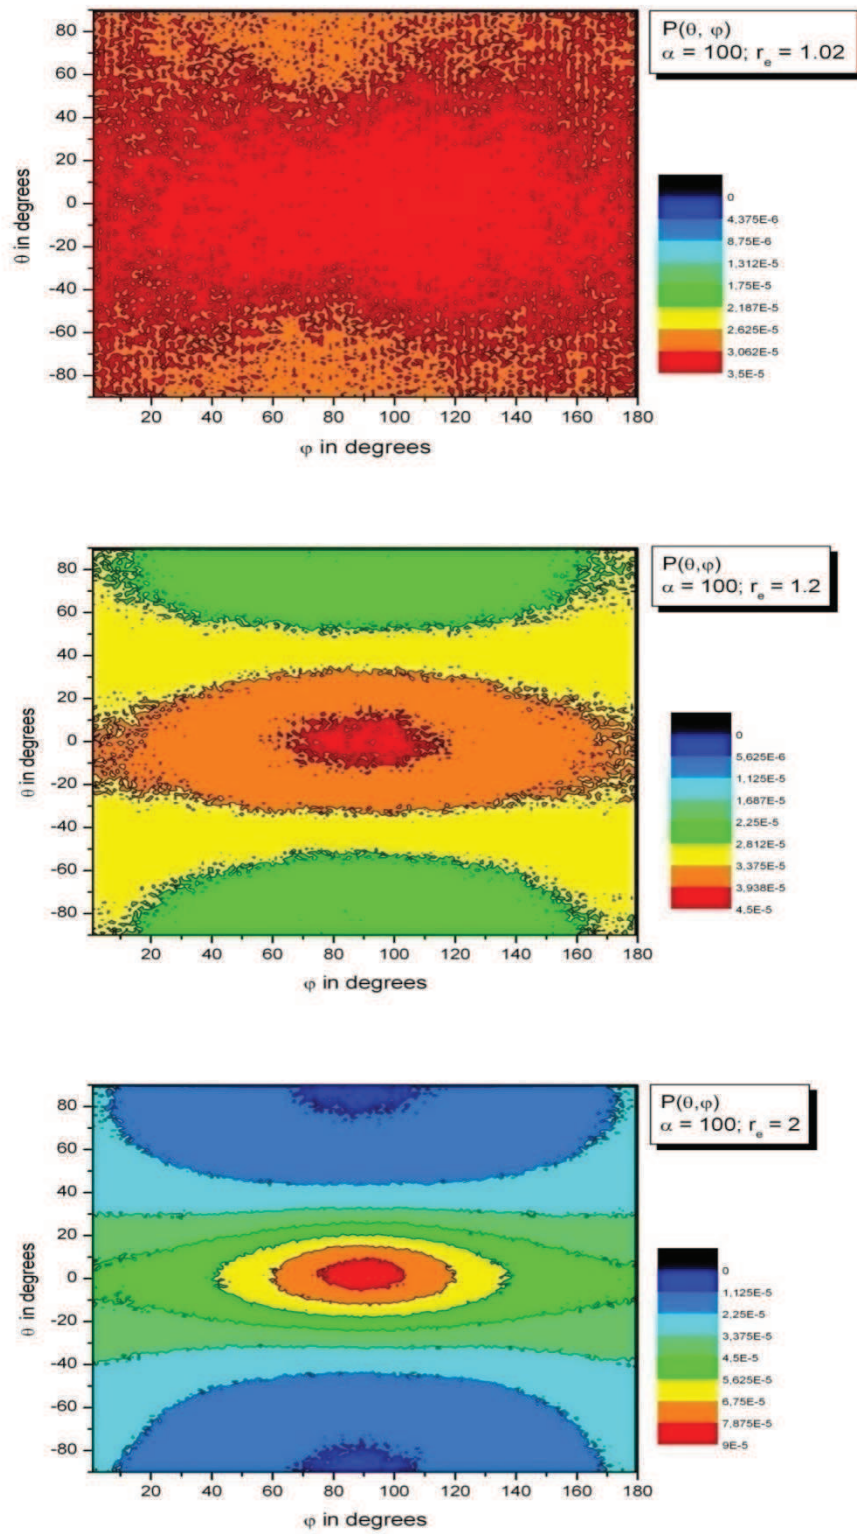 P(θ, φ)
α = 100; r_e = 1.02
80
60
40
20
0
-20
-40
-60
-80
θ in degrees
20 40 60 80 100 120 140 160 180
φ in degrees
0
4,375E-6
8,75E-6
1,312E-5
1,75E-5
2,187E-5
2,625E-5
3,062E-5
3,5E-5
P(θ,φ)
α = 100; r_e = 1.2
80
60
40
20
0
-20
-40
-60
-80
θ in degrees
20 40 60 80 100 120 140 160 180
φ in degrees
0
5,625E-6
1,125E-5
1,687E-5
2,25E-5
2,812E-5
3,375E-5
3,938E-5
4,5E-5
P(θ,φ)
α = 100; r_e = 2
80
60
40
20
0
-20
-40
-60
-80
θ in degrees
20 40 60 80 100 120 140 160 180
φ in degrees
0
1,125E-5
2,25E-5
3,375E-5
4,5E-5
5,625E-5
6,75E-5
7,875E-5
9E-5